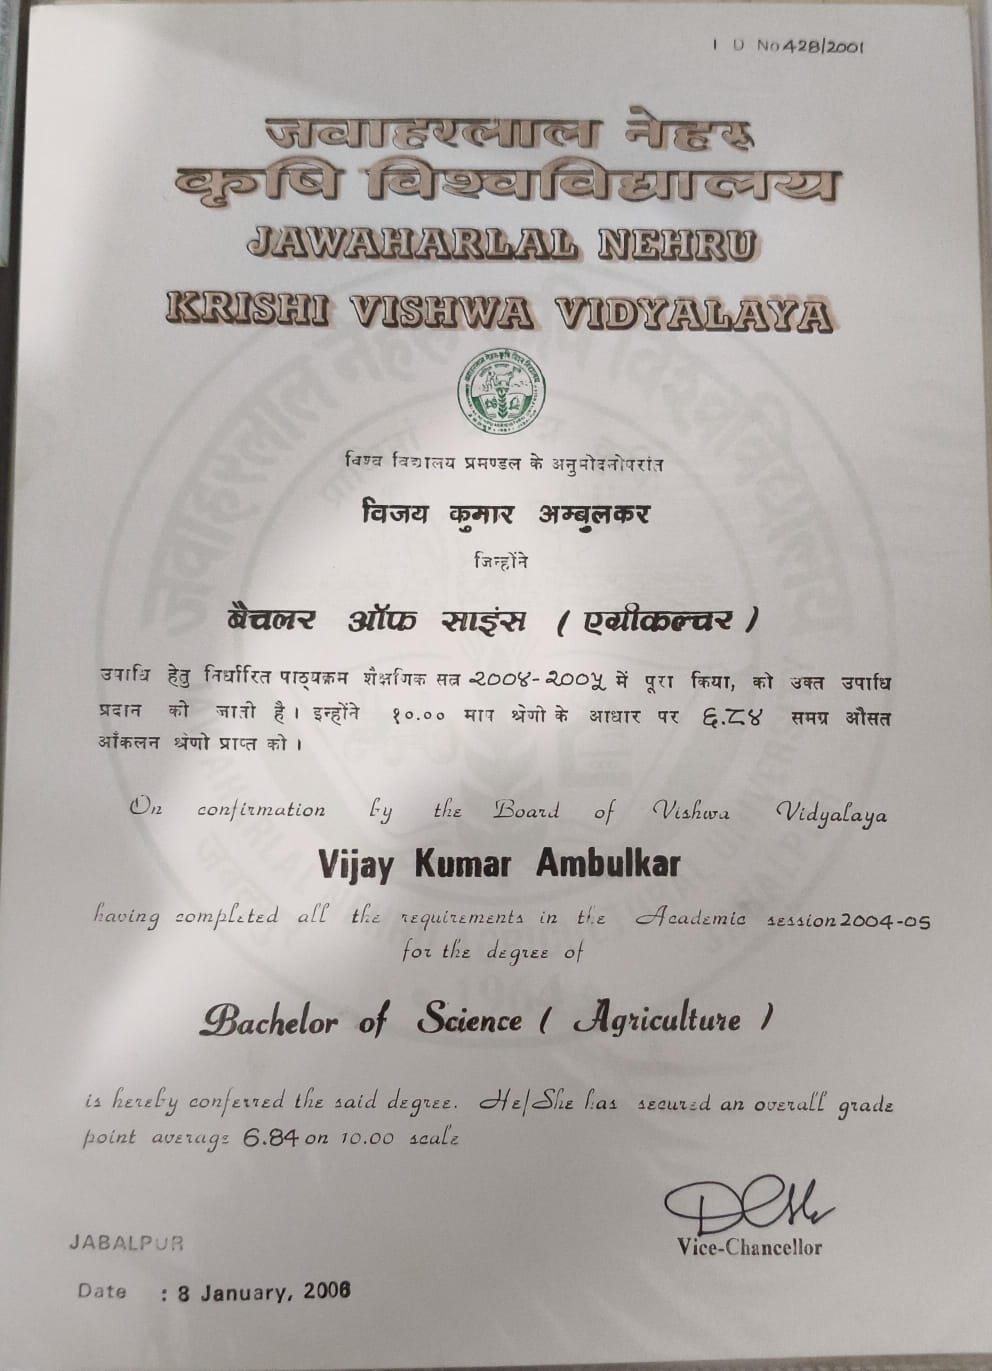 I D No 428/2001
जवाहरलाल नेहरू
कृषि विश्वविद्यालय
JAWAHARLAL NEHRU
KRISHI VISHWA VIDYALAYA
विश्व विद्यालय प्रमण्डल के अनुमोदनोपरांत
विजय कुमार अम्बुलकर
जिन्होंने
बैचलर ऑफ साइंस ( एग्रीकल्चर )
उपाधि हेतु निर्धारित पाठ्यक्रम शैक्षणिक सत्र २००४-२००५ में पूरा किया, को उक्त उपाधि
प्रदान को जाती है। इन्होंने १०.०० माप श्रेणी के आधार पर ६.८४ समग्र औसत
आँकलन श्रेणो प्राप्त को।
On confirmation by the Board of Vishwa Vidyalaya
Vijay Kumar Ambulkar
having completed all the requirements in the Academic session 2004-05
for the degree of
Bachelor of Science ( Agriculture )
is hereby conferred the said degree. He/She has secured an overall grade
point average 6.84 on 10.00 scale
Vice-Chancellor
JABALPUR
Date : 8 January, 2006